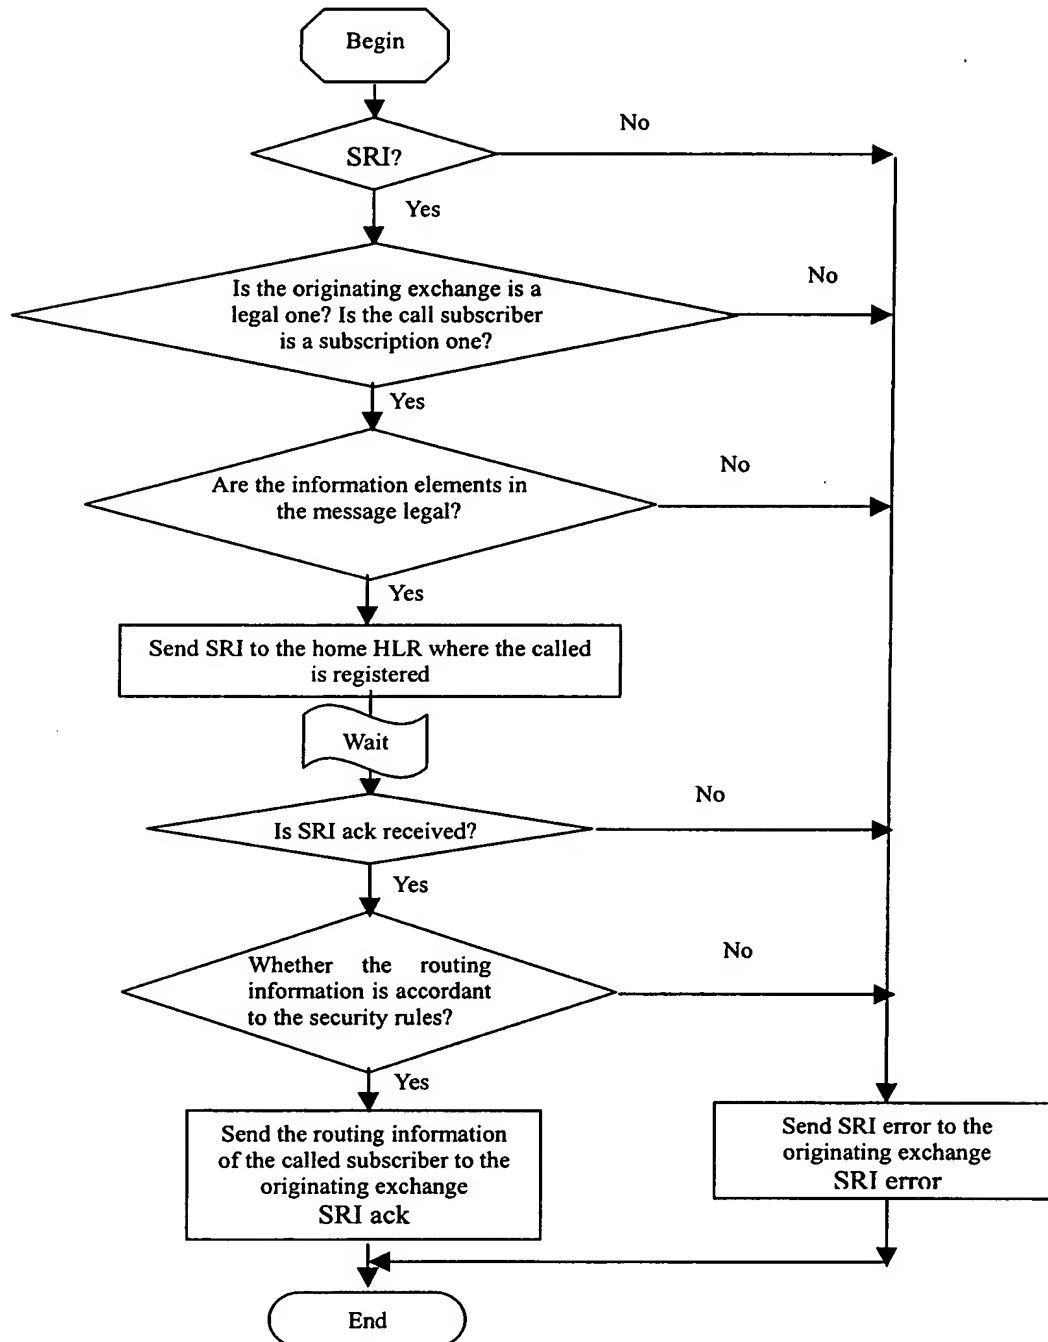 Begin
No
SRI?
Yes
No
Is the originating exchange is a
legal one? Is the call subscriber
is a subscription one?
Yes
No
Are the information elements in
the message legal?
Yes
Send SRI to the home HLR where the called
is registered
Wait
No
Is SRI ack received?
Yes
No
Whether the routing
information is accordant
to the security rules?
Yes
Send the routing information
of the called subscriber to the
originating exchange
SRI ack
Send SRI error to the
originating exchange
SRI error
End